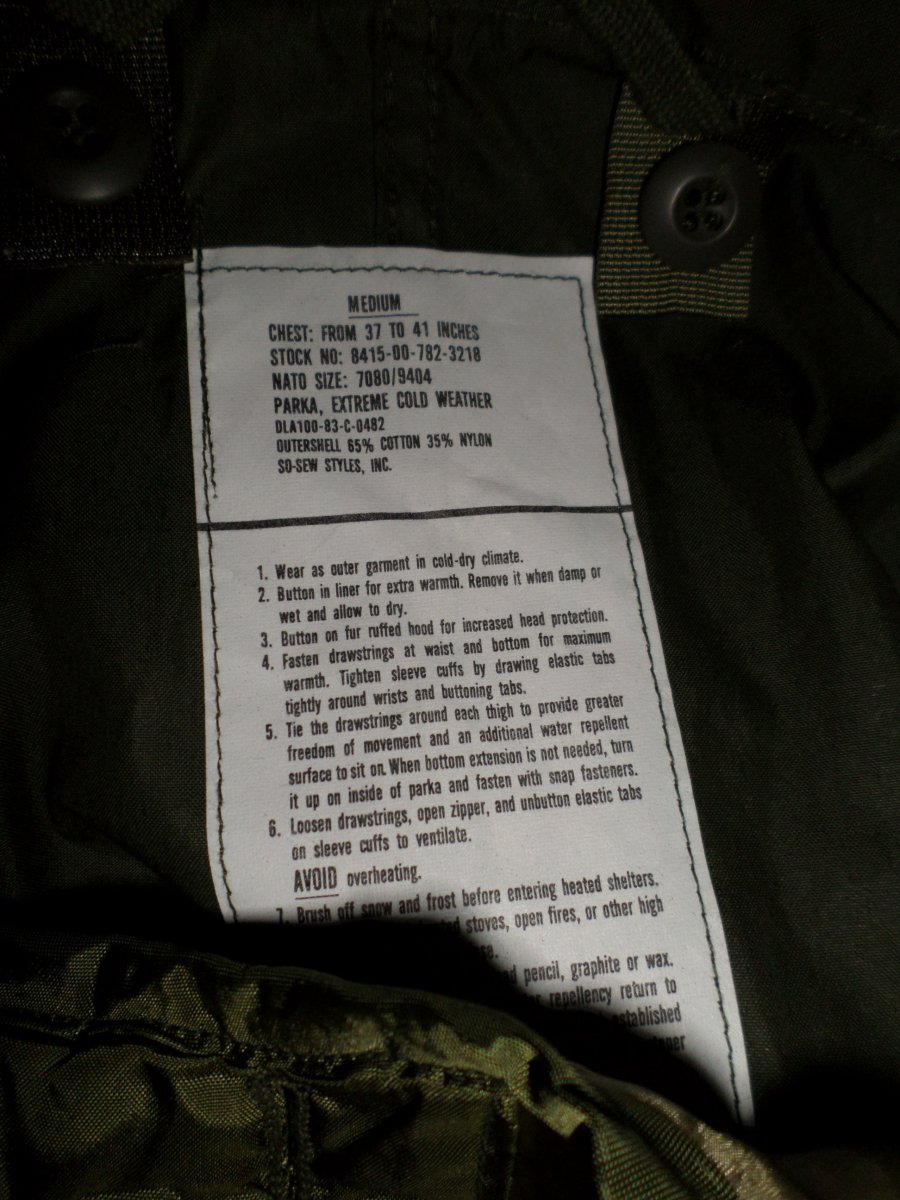 MEDIUM
CHEST: FROM 37 TO 41 INCHES
STOCK NO: 8415-00-782-3218
NATO SIZE: 7080/9404
PARKA, EXTREME COLD WEATHER
DLA100-83-C-0482
OUTERSHELL 65% COTTON 35% NYLON
SO-SEW STYLES, INC.
1. Wear as outer garment in cold-dry climate.
2. Button in liner for extra warmth. Remove it when damp or
wet and allow to dry.
3. Button on fur ruffed hood for increased head protection.
4. Fasten drawstrings at waist and bottom for maximum
warmth. Tighten sleeve cuffs by drawing elastic tabs
tightly around wrists and buttoning tabs.
5. Tie the drawstrings around each thigh to provide greater
freedom of movement and an additional water repellent
surface to sit on. When bottom extension is not needed, turn
it up on inside of parka and fasten with snap fasteners.
6. Loosen drawstrings, open zipper, and unbutton elastic tabs
on sleeve cuffs to ventilate.
AVOID overheating.
7. Brush off snow and frost before entering heated shelters.
stoves, open fires, or other high
pencil, graphite or wax.
repellency return to
established